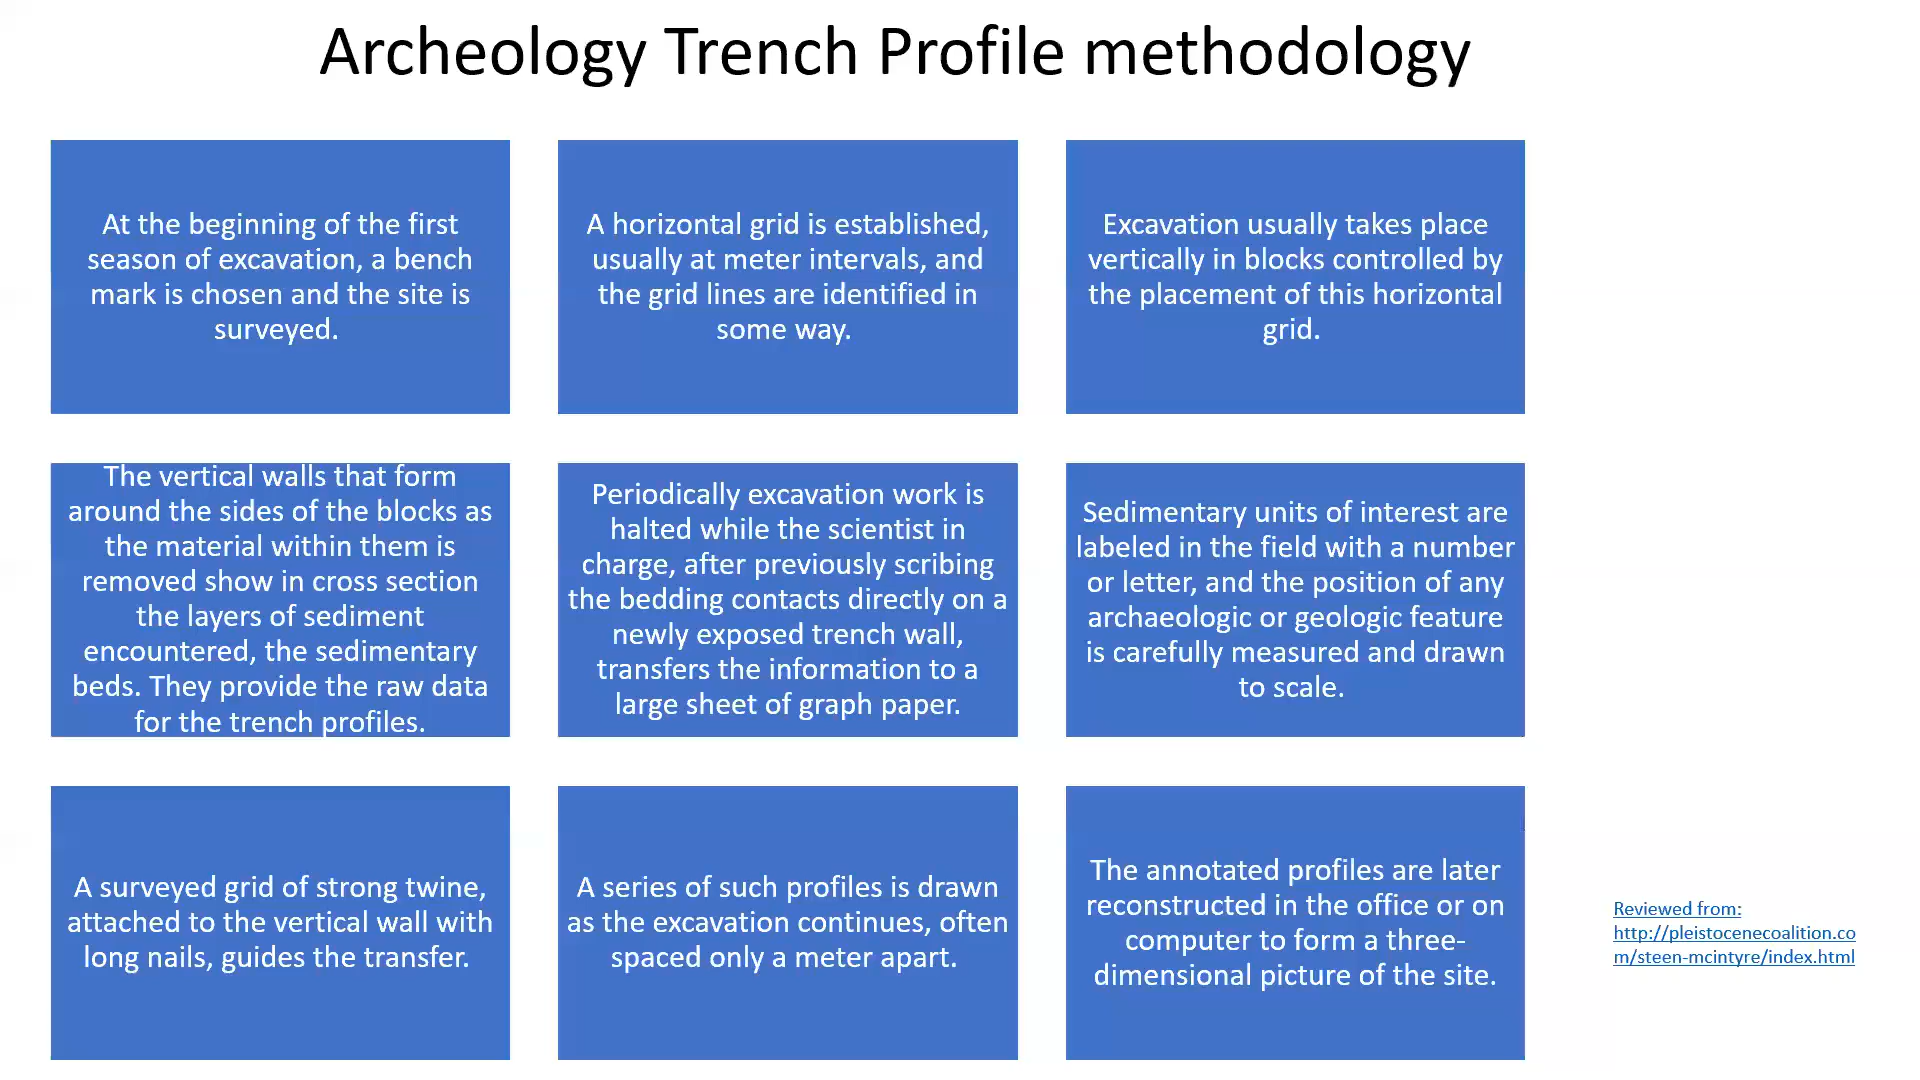 Archeology Trench Profile methodology
At the beginning of the first
season of excavation, a bench
mark is chosen and the site is
surveyed.
A horizontal grid is established,
usually at meter intervals, and
the grid lines are identified in
some way.
Excavation usually takes place
vertically in blocks controlled by
the placement of this horizontal
grid.
The vertical walls that form
around the sides of the blocks as
the material within them is
removed show in cross section
the layers of sediment
encountered, the sedimentary
beds. They provide the raw data
for the trench profiles.
Periodically excavation work is
halted while the scientist in
charge, after previously scribing
the bedding contacts directly on a
newly exposed trench wall,
transfers the information to a
large sheet of graph paper.
Sedimentary units of interest are
labeled in the field with a number
or letter, and the position of any
archaeologic or geologic feature
is carefully measured and drawn
to scale.
A surveyed grid of strong twine,
attached to the vertical wall with
long nails, guides the transfer.
A series of such profiles is drawn
as the excavation continues, often
spaced only a meter apart.
The annotated profiles are later
reconstructed in the office or on
computer to form a three-
dimensional picture of the site.
Reviewed from:
http://pleistocenecoalition.co
m/steen-mcintyre/index.html